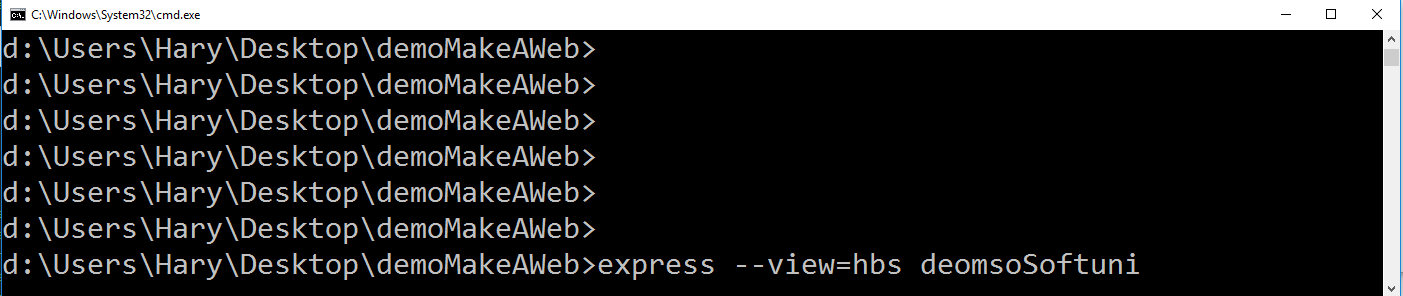 C:\Windows\System32\cmd.exe
d:\Users\Hary\Desktop\demoMakeAWeb>
d:\Users\Hary\Desktop\demoMakeAWeb>
d:\Users\Hary\Desktop\demoMakeAWeb>
d:\Users\Hary\Desktop\demoMakeAWeb>
d:\Users\Hary\Desktop\demoMakeAWeb>
d:\Users\Hary\Desktop\demoMakeAWeb>
d:\Users\Hary\Desktop\demoMakeAWeb>express --view=hbs deomsoSoftuni